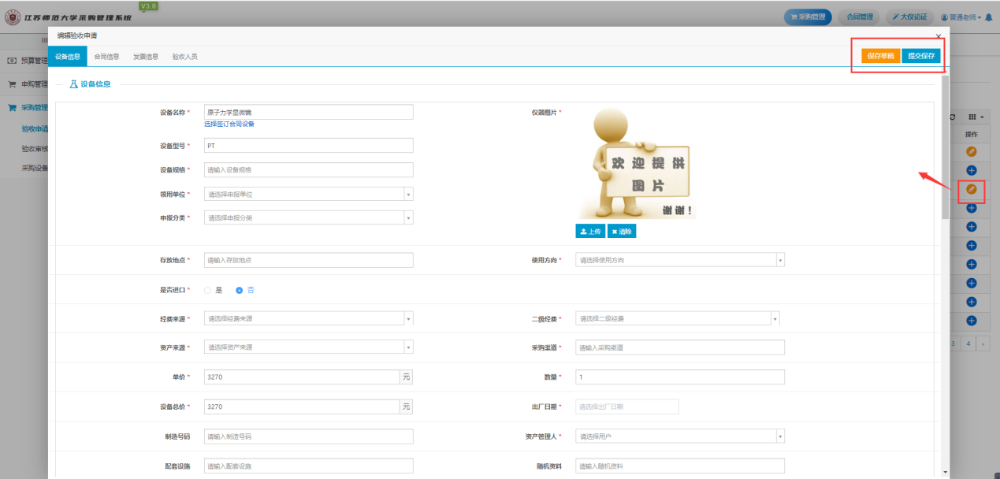 V3.0
江苏师范大学采购管理系统
采购管理 合同管理 大仪论证 普通老师
编辑验收申请 ×
预算管理
申购管理
采购管理
验收申请
验收审核
采购设备
设备信息 合同信息 发票信息 验收人员 保存草稿 提交保存
设备信息
设备名称 * 原子力学显微镜
选择签订合同设备
仪器图片 *
欢迎提供
图片
谢谢!
上传 清除
设备型号 * PT
设备规格 * 请输入设备规格
领用单位 * 请选择申报单位
申报分类 * 请选择申报分类
存放地点 * 请输入存放地点 使用方向 * 请选择使用方向
是否进口 * 是 否
经费来源 * 请选择经费来源 二级经费 * 请选择二级经费
资产来源 * 请选择资产来源 采购渠道 * 请输入采购渠道
单价 * 3270 元 数量 * 1
设备总价 * 3270 元 出厂日期 * 请选择出厂日期
制造号码 请输入制造号码 资产管理人 * 请选择用户
配套设施 请输入配套设施 随机资料 请输入随机资料
操作
3 4 ›